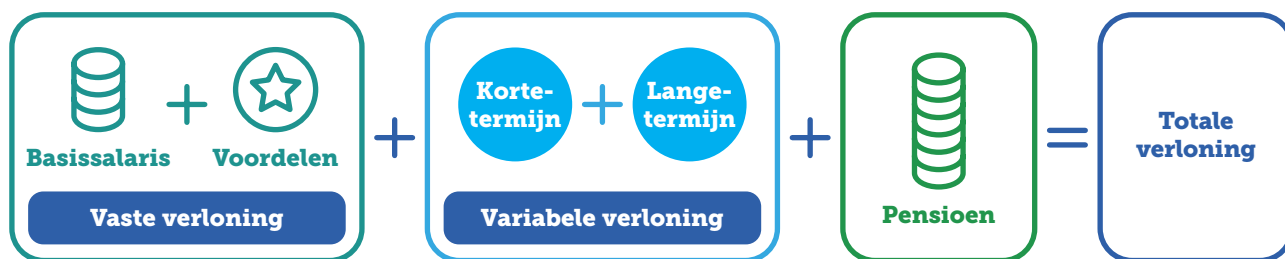 Basissalaris
+
Voordelen
Vaste verloning
+
Korte-
termijn
+
Lange-
termijn
Variabele verloning
+
Pensioen
=
Totale
verloning